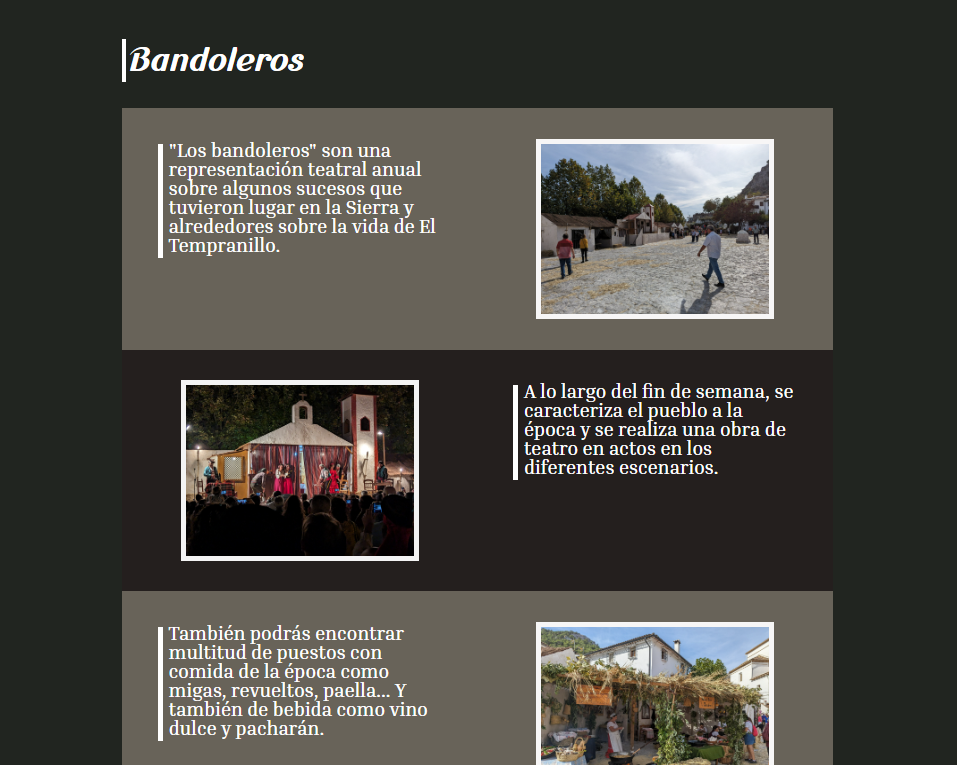 Bandoleros
"Los bandoleros" son una
representación teatral anual
sobre algunos sucesos que
tuvieron lugar en la Sierra y
alrededores sobre la vida de El
Tempranillo.
A lo largo del fin de semana, se
caracteriza el pueblo a la
época y se realiza una obra de
teatro en actos en los
diferentes escenarios.
También podrás encontrar
multitud de puestos con
comida de la época como
migas, revueltos, paella... Y
también de bebida como vino
dulce y pacharán.